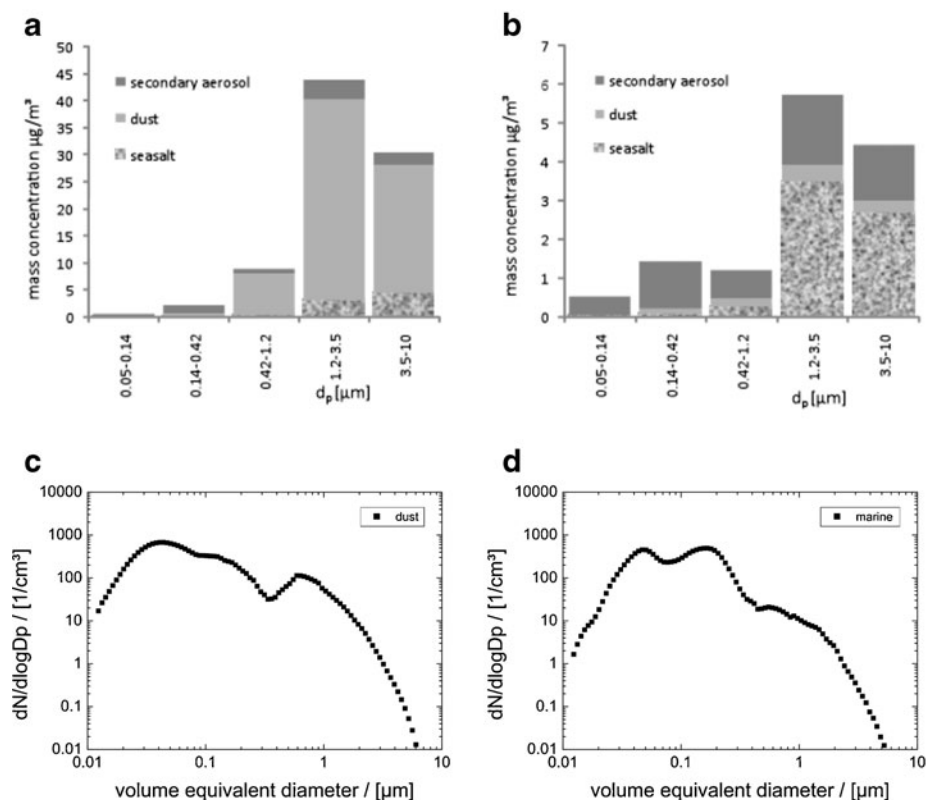 a
50
45
40
35
30
25
20
15
10
5
0
mass concentration µg/m³
secondary aerosol
dust
seasalt
0.05-0.14
0.14-0.42
0.42-1.2
1.2-3.5
3.5-10
dp [µm]
b
7
6
5
4
3
2
1
0
mass concentration µg/m³
secondary aerosol
dust
seasalt
0.05-0.14
0.14-0.42
0.42-1.2
1.2-3.5
3.5-10
dp [µm]
c
10000
1000
100
10
1
0.1
0.01
dN/dlogDp / [1/cm³]
dust
0.01 0.1 1 10
volume equivalent diameter / [µm]
d
10000
1000
100
10
1
0.1
0.01
dN/dlogDp / [1/cm³]
marine
0.01 0.1 1 10
volume equivalent diameter / [µm]